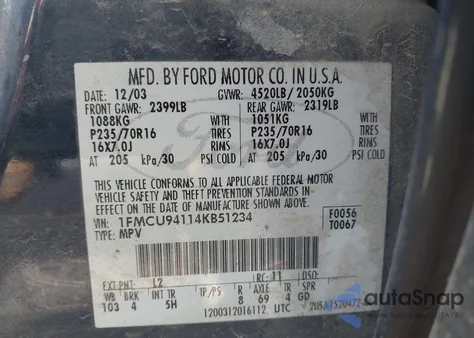 MFD. BY FORD MOTOR CO. IN U.S.A.
DATE: 12/03 GVWR: 4520LB/ 2050KG
FRONT GAWR: 2399LB REAR GAWR: 2319LB
1088KG WITH 1051KG WITH
P235/70R16 TIRES P235/70R16 TIRES
16X7.0J RIMS 16X7.0J RIMS
AT 205 kPa/30 PSI COLD AT 205 kPa/30 PSI COLD
THIS VEHICLE CONFORMS TO ALL APPLICABLE FEDERAL MOTOR
VEHICLE SAFETY AND THEFT PREVENTION STANDARDS IN
EFFECT ON THE DATE OF MANUFACTURE SHOWN ABOVE.
VIN: 1FMCU94114KB51234 F0056
TYPE: MPV T0067
EXT PNT: L2 RC: 11 DSO:
WB BRK INT TR TP/PS R AXLE TR SPR
103 4 5H 8 69 4 GD
1200312016112 UTC
autoSnap